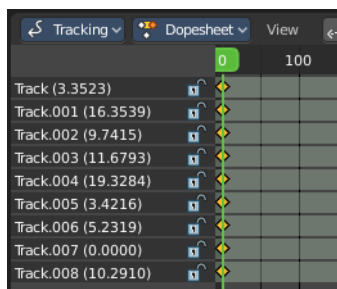 Tracking Dopesheet View
0 100
Track (3.3523)
Track.001 (16.3539)
Track.002 (9.7415)
Track.003 (11.6793)
Track.004 (19.3284)
Track.005 (3.4216)
Track.006 (5.2319)
Track.007 (0.0000)
Track.008 (10.2910)